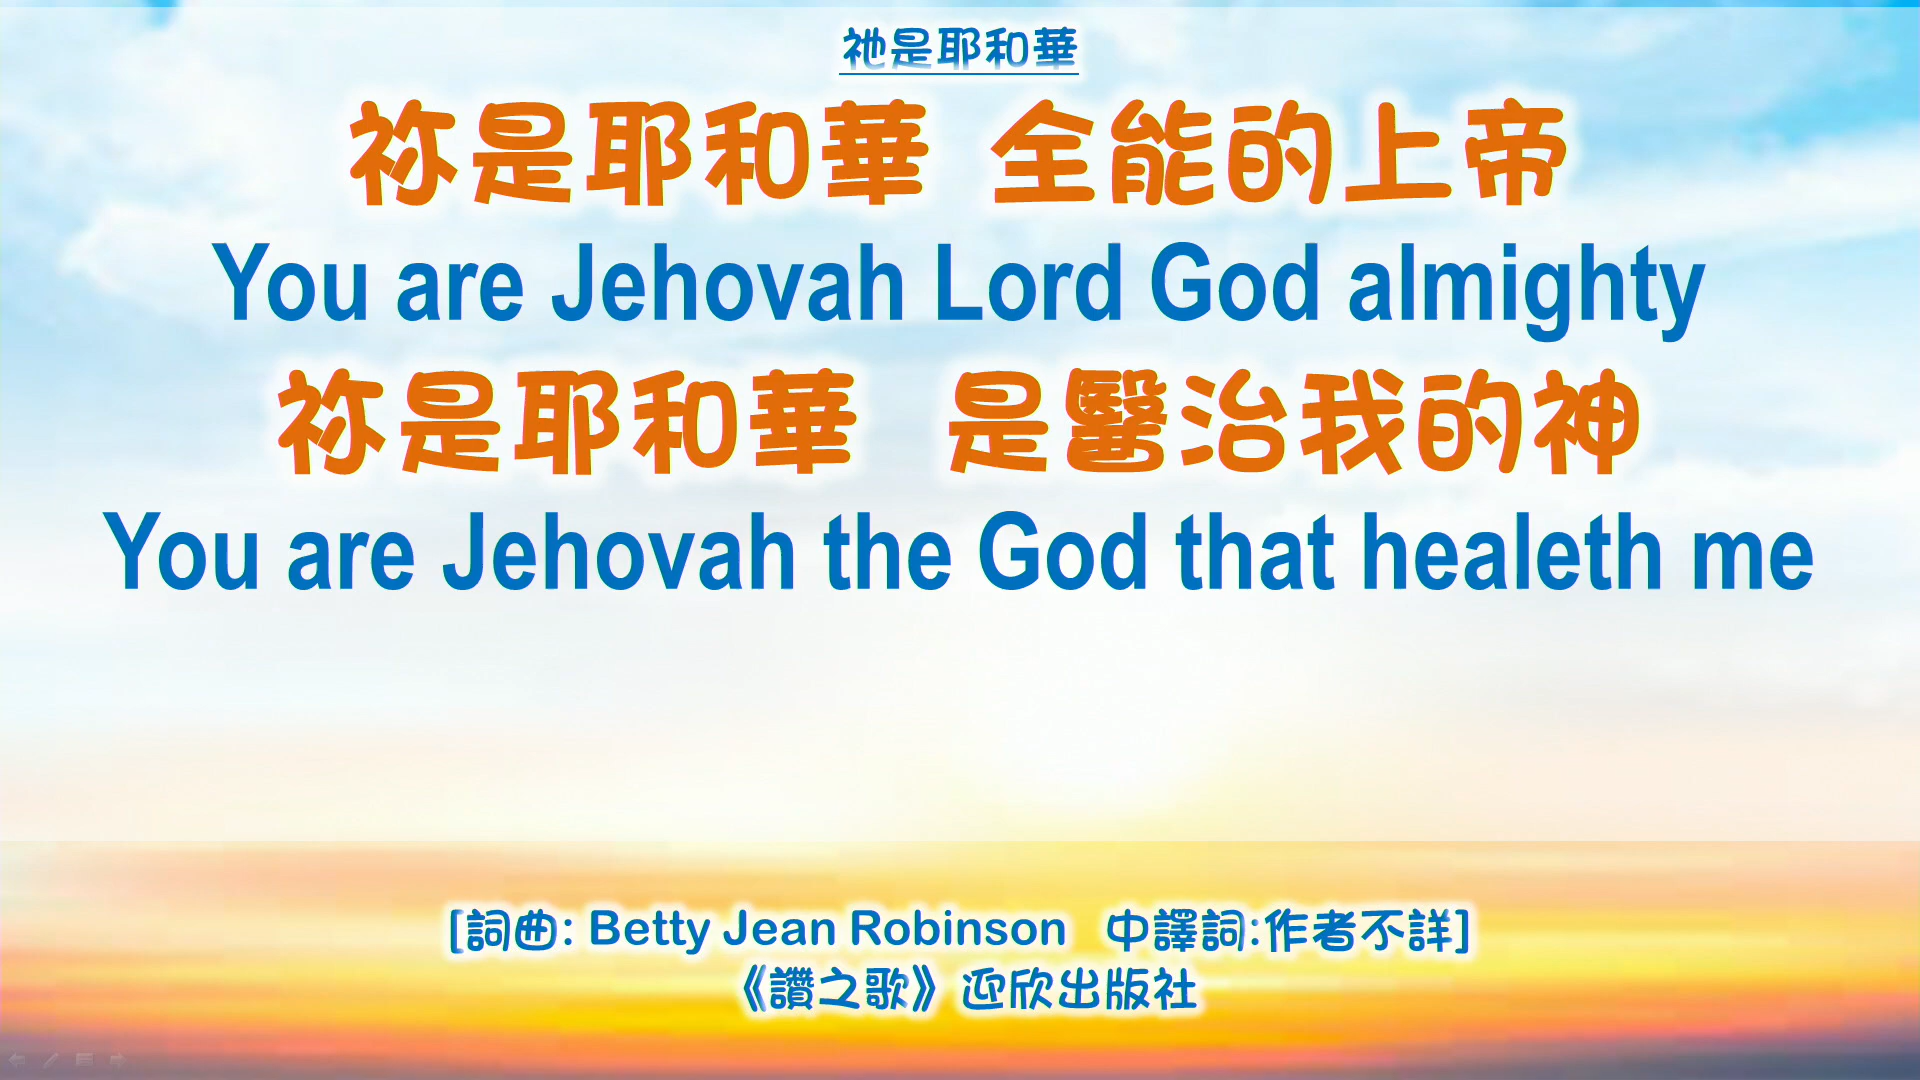 祂是耶和華
祢是耶和華 全能的上帝
You are Jehovah Lord God almighty
祢是耶和華 是醫治我的神
You are Jehovah the God that healeth me
[詞曲: Betty Jean Robinson 中譯詞:作者不詳]
《讚之歌》迎欣出版社